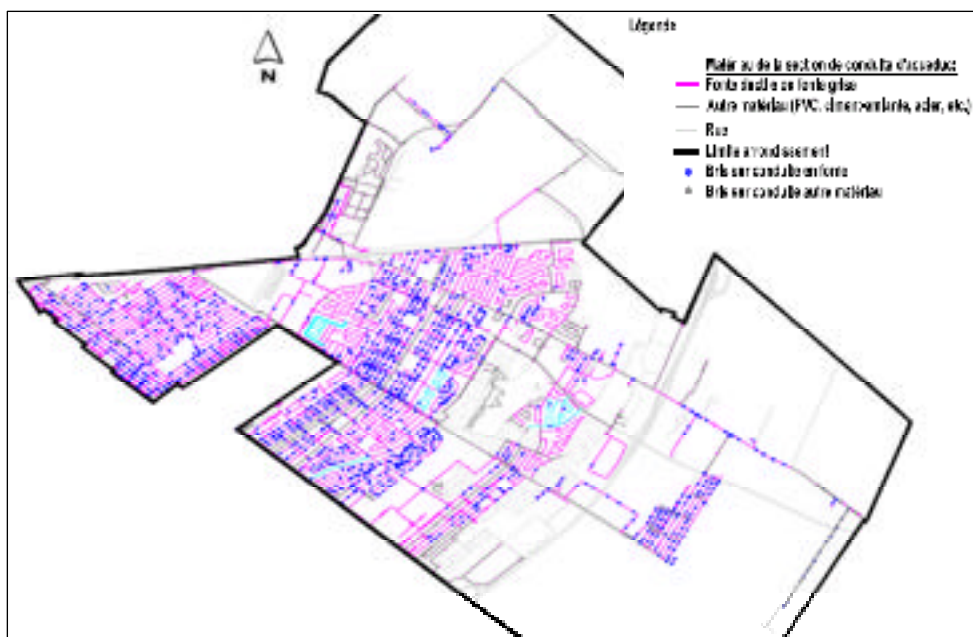 Légende
N
Matériau de la section de conduite d'aqueduc
Fonte ductile ou fonte grise
Autre matériau (PVC, ciment-amiante, acier, etc.)
Rue
Limite arrondissement
Bris sur conduite en fonte
Bris sur conduite autre matériau